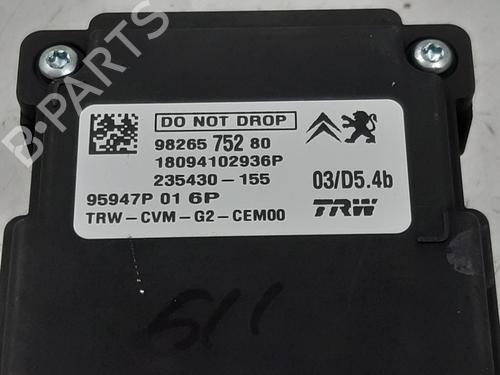 DO NOT DROP
98265 752 80
18094102936P
235430-155
03/D5.4b
95947P 01 6P
TRW-CVM-G2-CEM00
TRW
B-PARTS